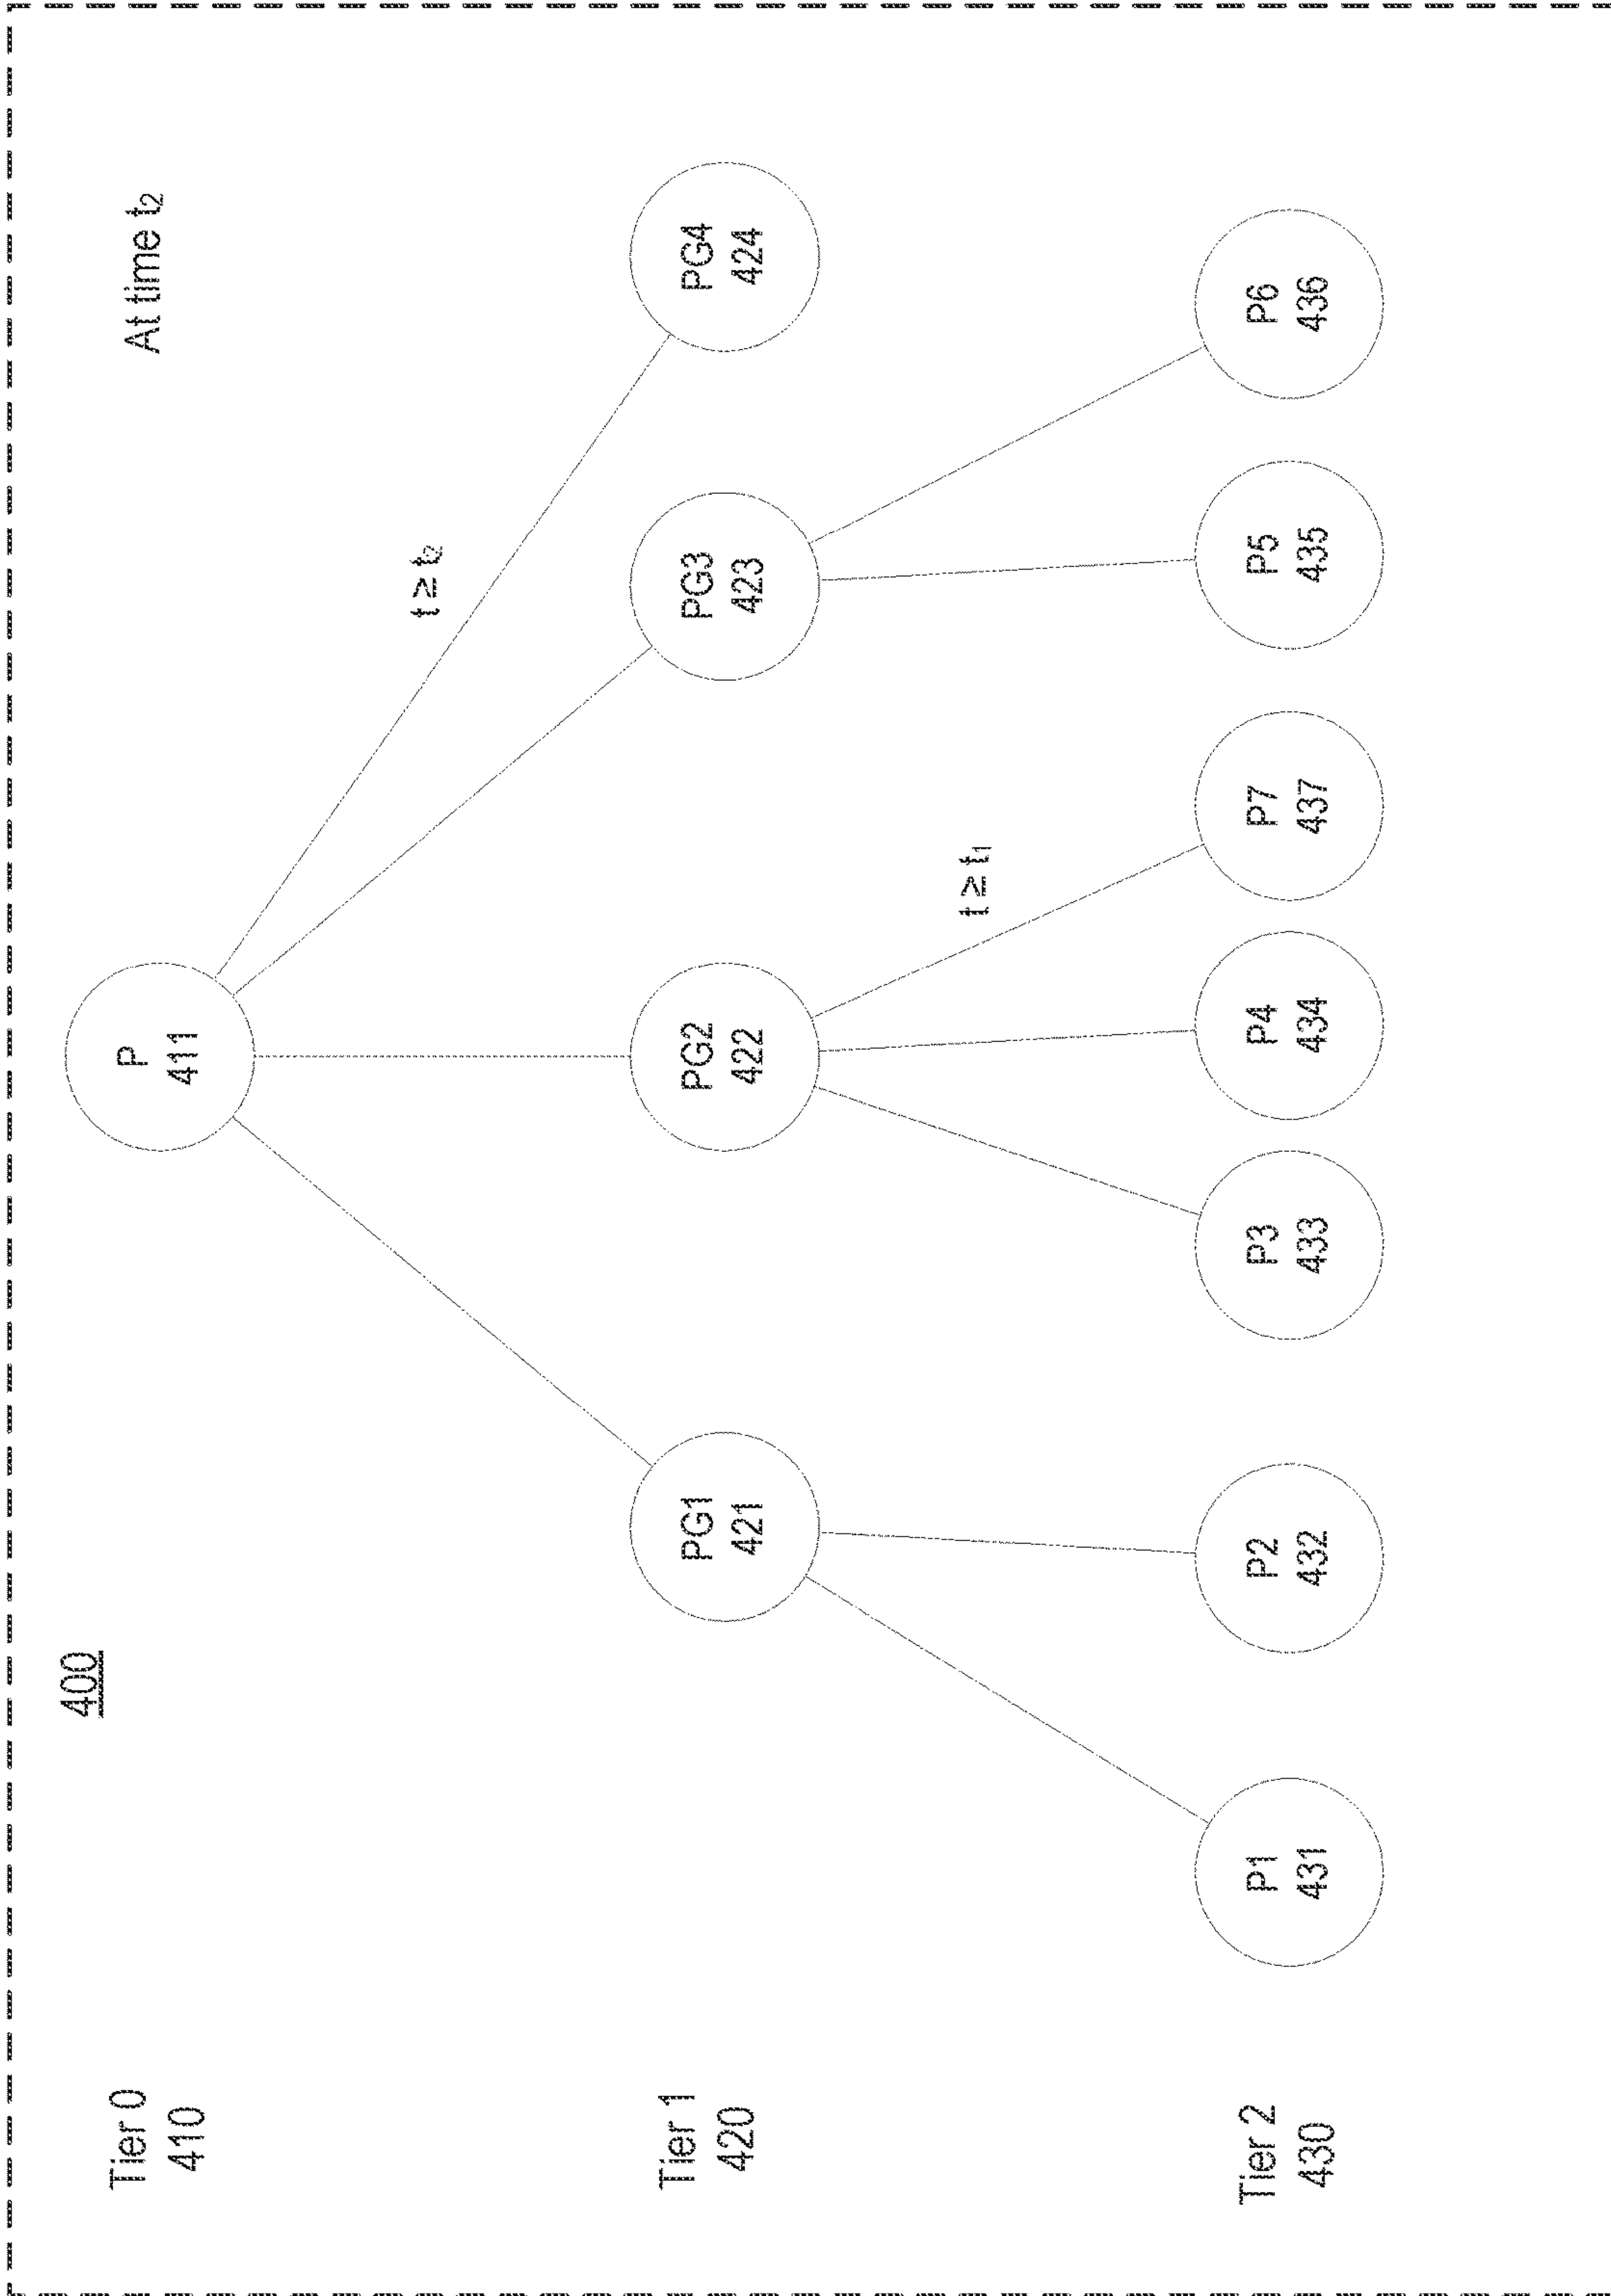 400
At time t₂
Tier 0
410
P
411
t ≥ t₂
Tier 1
420
PG1
421
PG2
422
PG3
423
PG4
424
t ≥ t₁
Tier 2
430
P1
431
P2
432
P3
433
P4
434
P7
437
P5
435
P6
436